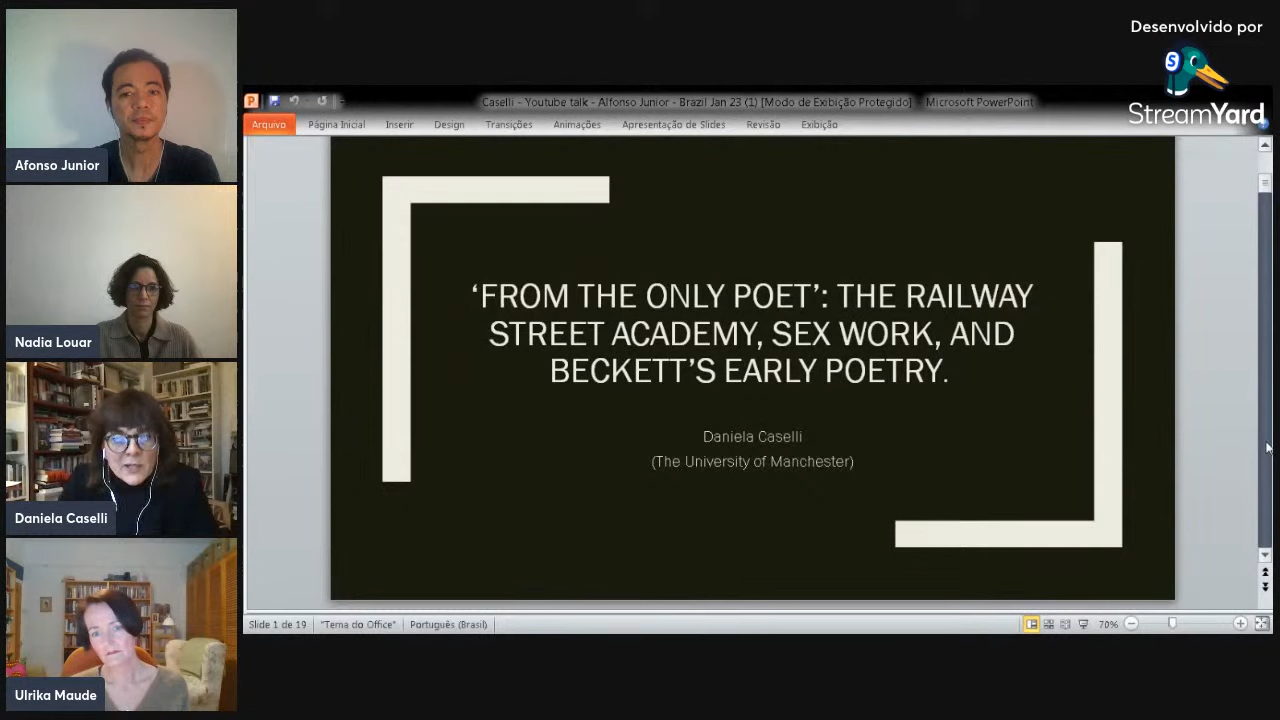 Afonso Junior
Nadia Louar
Daniela Caselli
Ulrika Maude
Desenvolvido por
S
StreamYard
P
Caselli - Youtube talk - Alfonso Junior - Brazil Jan 23 (1) [Modo de Exibição Protegido] - Microsoft PowerPoint
Arquivo Página Inicial Inserir Design Transições Animações Apresentação de Slides Revisão Exibição
‘FROM THE ONLY POET’: THE RAILWAY
STREET ACADEMY, SEX WORK, AND
BECKETT’S EARLY POETRY.
Daniela Caselli
(The University of Manchester)
Slide 1 de 19 "Tema do Office" Português (Brasil) 70%